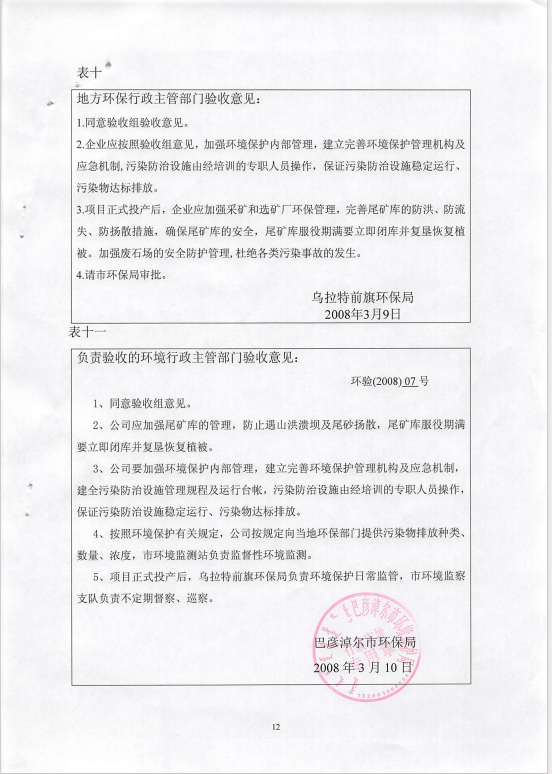 表十
地方环保行政主管部门验收意见：
1.同意验收组验收意见。
2.企业应按照验收组意见，加强环境保护内部管理，建立完善环境保护管理机构及
应急机制,污染防治设施由经培训的专职人员操作，保证污染防治设施稳定运行、
污染物达标排放。
3.项目正式投产后，企业应加强采矿和选矿厂环保管理，完善尾矿库的防洪、防流
失、防扬散措施，确保尾矿库的安全，尾矿库服役期满要立即闭库并复垦恢复植
被。加强废石场的安全防护管理,杜绝各类污染事故的发生。
4.请市环保局审批。
乌拉特前旗环保局
2008年3月9日
表十一
负责验收的环境行政主管部门验收意见：
环验(2008) 07 号
1、同意验收组意见。
2、公司应加强尾矿库的管理，防止遇山洪溃坝及尾砂扬散，尾矿库服役期满
要立即闭库并复垦恢复植被。
3、公司要加强环境保护内部管理，建立完善环境保护管理机构及应急机制，
建全污染防治设施管理规程及运行台帐，污染防治设施由经培训的专职人员操作，
保证污染防治设施稳定运行、污染物达标排放。
4、按照环境保护有关规定，公司按规定向当地环保部门提供污染物排放种类、
数量、浓度，市环境监测站负责监督性环境监测。
5、项目正式投产后，乌拉特前旗环保局负责环境保护日常监管，市环境监察
支队负责不定期督察、巡察。
巴彦淖尔市环保局
2008 年 3 月 10 日
12